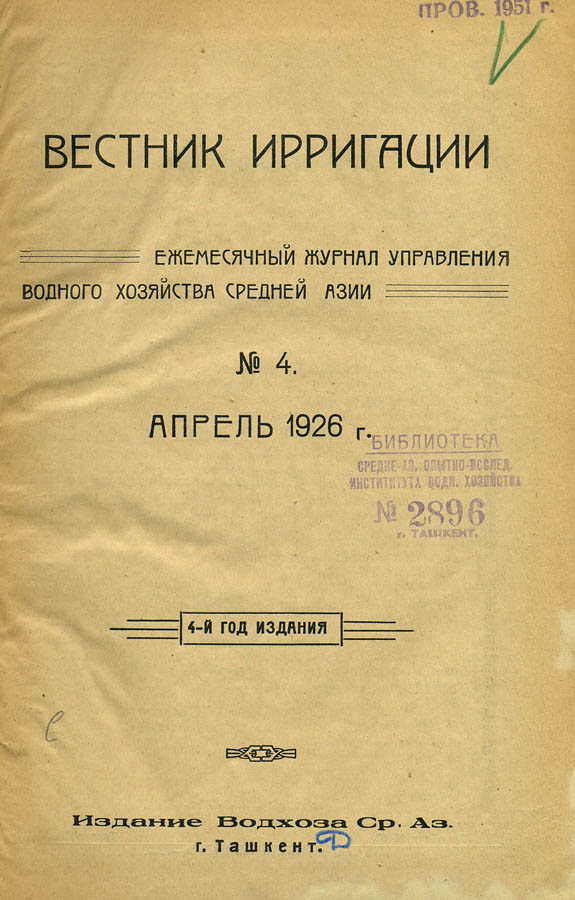 ПРОВ. 1951 г.
ВЕСТНИК ИРРИГАЦИИ
ЕЖЕМЕСЯЧНЫЙ ЖУРНАЛ УПРАВЛЕНИЯ
ВОДНОГО ХОЗЯЙСТВА СРЕДНЕЙ АЗИИ
№ 4.
АПРЕЛЬ 1926 г.
БИБЛИОТЕКА
СРЕДНЕ-АЗ. ОПЫТНО-ИССЛЕД.
ИНСТИТУТА ВОДН. ХОЗЯЙСТВА
№ 2896
г. ТАШКЕНТ.
4-Й ГОД ИЗДАНИЯ
Издание Водхоза Ср. Аз.
г. Ташкент.